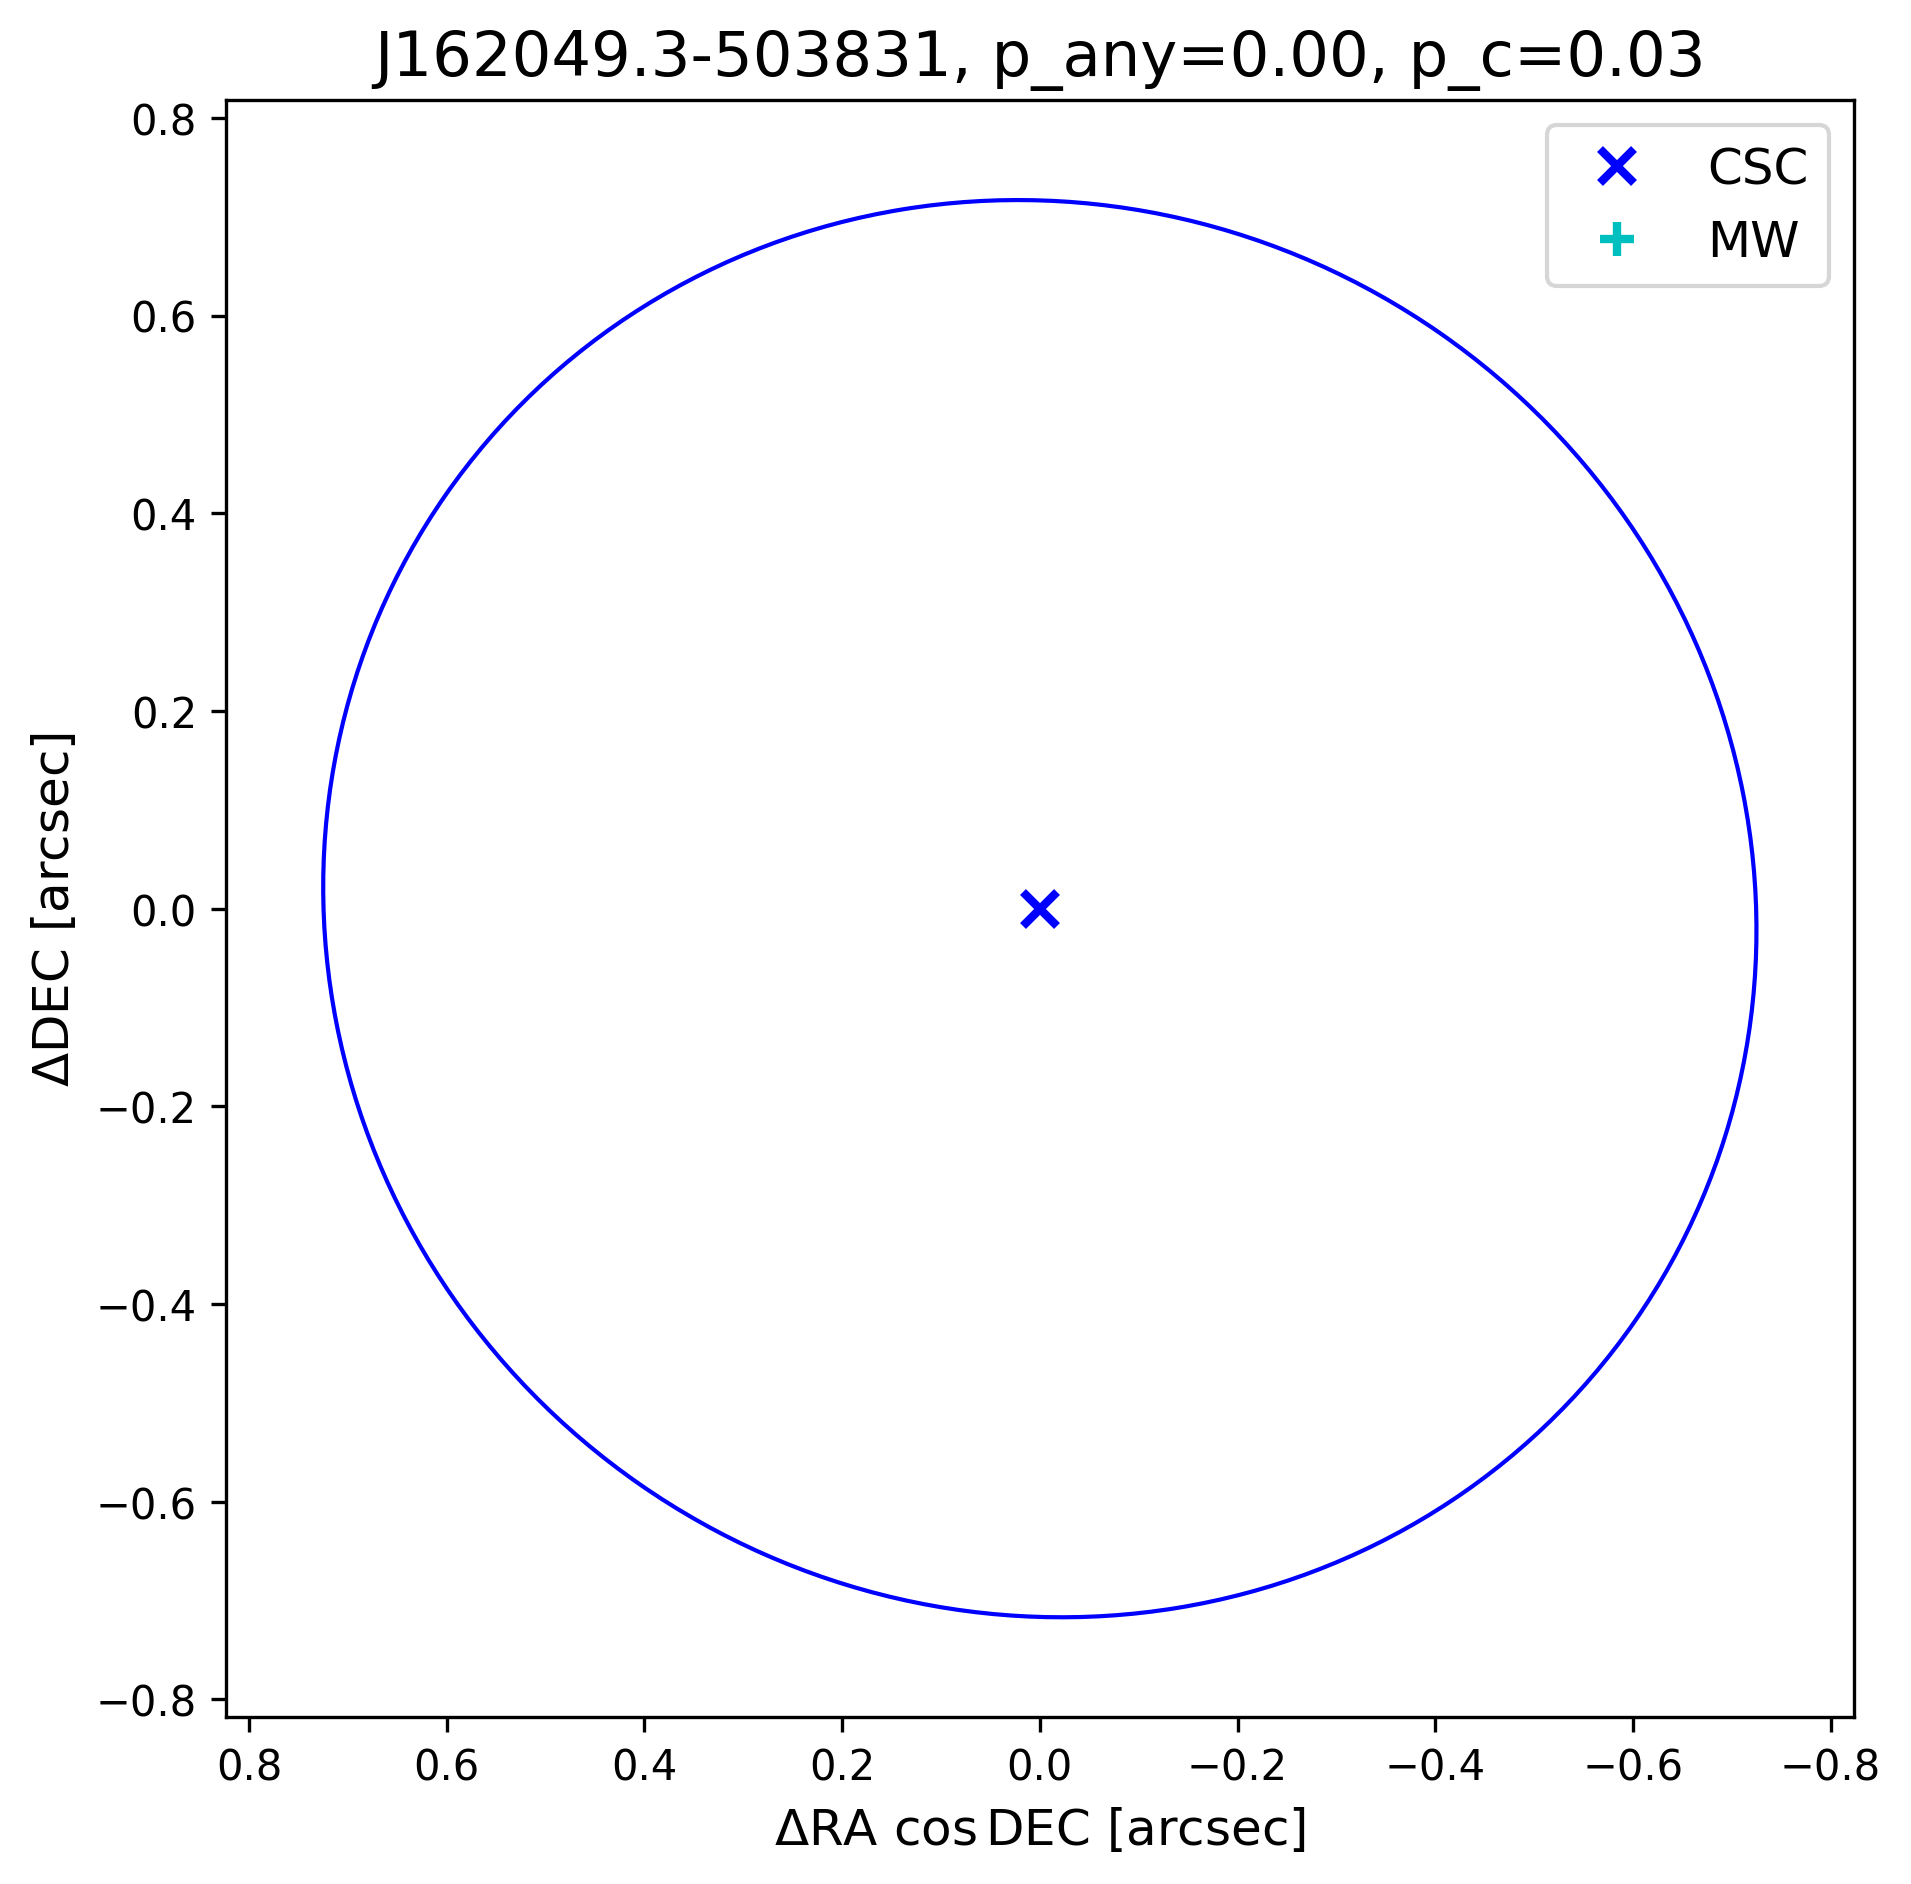 J162049.3-503831, p_any=0.00, p_c=0.03
CSC
MW
0.8
0.6
0.4
0.2
0.0
−0.2
−0.4
−0.6
−0.8
ΔDEC [arcsec]
0.8 0.6 0.4 0.2 0.0 −0.2 −0.4 −0.6 −0.8
ΔRA cos DEC [arcsec]